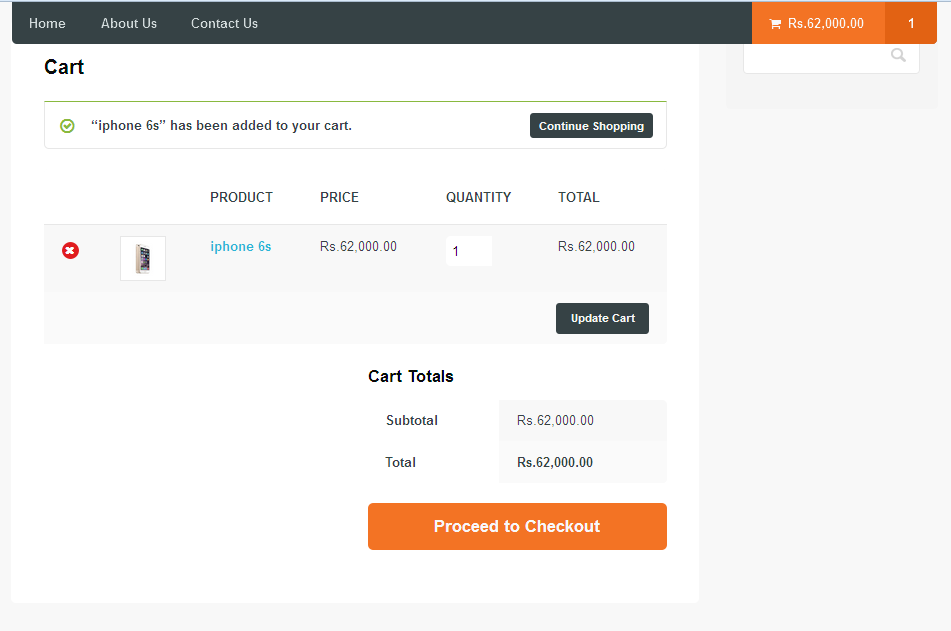 Home About Us Contact Us Rs.62,000.00 1
Cart
“iphone 6s” has been added to your cart. Continue Shopping
PRODUCT PRICE QUANTITY TOTAL
iphone 6s Rs.62,000.00 1 Rs.62,000.00
Update Cart
Cart Totals
Subtotal Rs.62,000.00
Total Rs.62,000.00
Proceed to Checkout